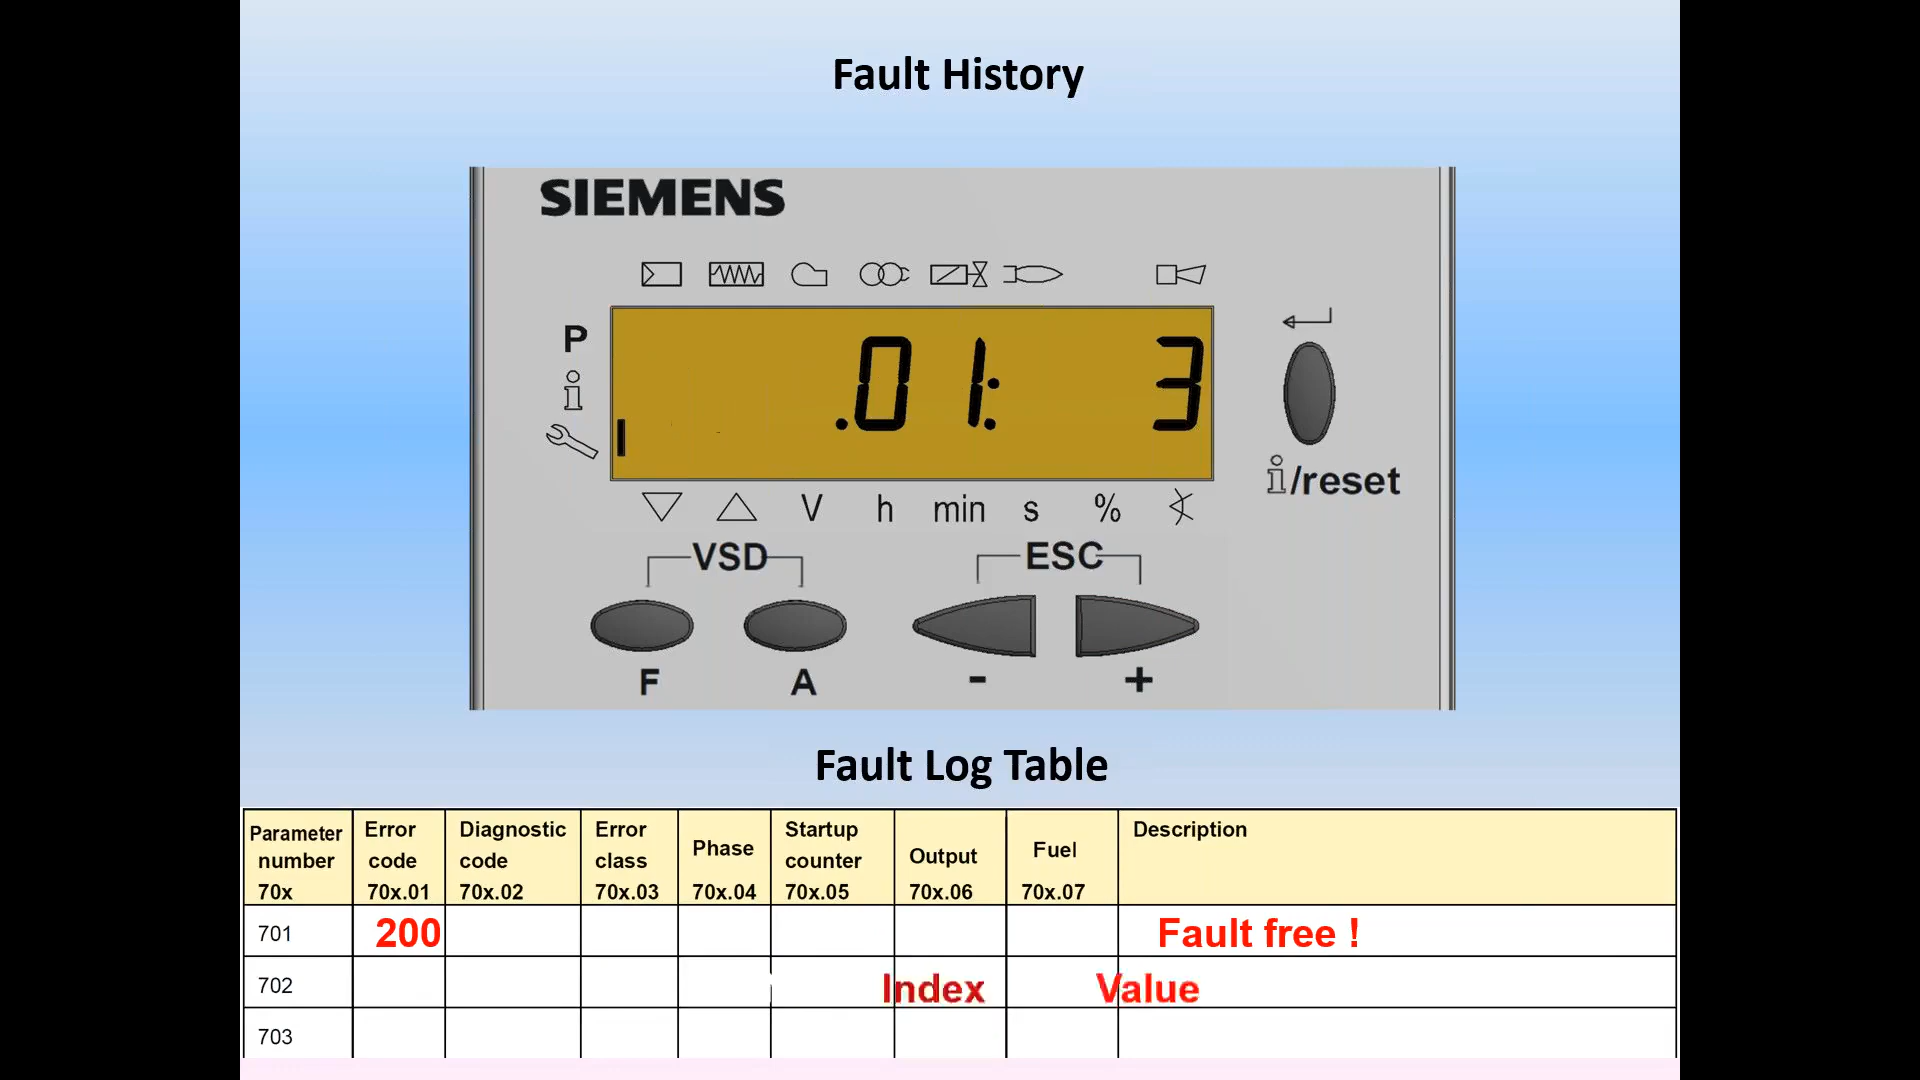 Fault History
SIEMENS
P
.01: 3
i
i/reset
V h min s %
VSD ESC
F A - +
Fault Log Table
Parameter number 70x
Error code 70x.01
Diagnostic code 70x.02
Error class 70x.03
Phase 70x.04
Startup counter 70x.05
Output 70x.06
Fuel 70x.07
Description
701 200 Fault free !
702 Index Value
703